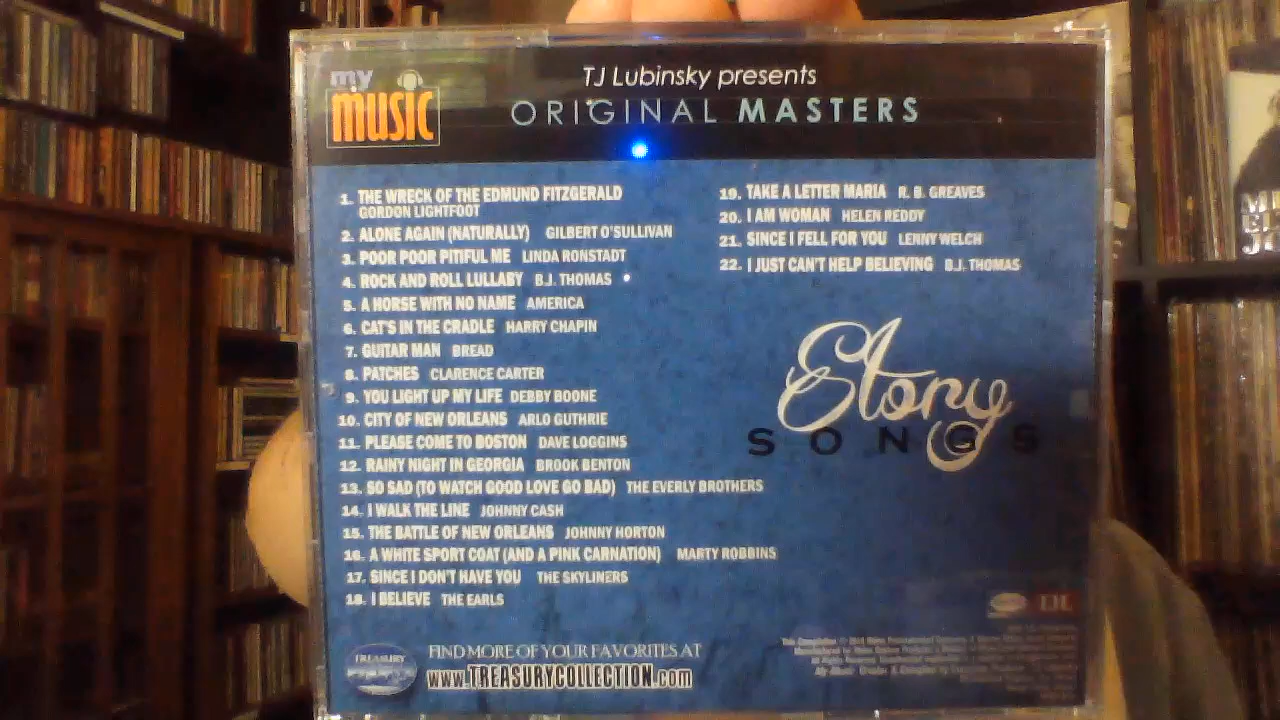 my
music
TJ Lubinsky presents
ORIGINAL MASTERS
1. THE WRECK OF THE EDMUND FITZGERALD
GORDON LIGHTFOOT
2. ALONE AGAIN (NATURALLY) GILBERT O'SULLIVAN
3. POOR POOR PITIFUL ME LINDA RONSTADT
4. ROCK AND ROLL LULLABY B.J. THOMAS
5. A HORSE WITH NO NAME AMERICA
6. CAT'S IN THE CRADLE HARRY CHAPIN
7. GUITAR MAN BREAD
8. PATCHES CLARENCE CARTER
9. YOU LIGHT UP MY LIFE DEBBY BOONE
10. CITY OF NEW ORLEANS ARLO GUTHRIE
11. PLEASE COME TO BOSTON DAVE LOGGINS
12. RAINY NIGHT IN GEORGIA BROOK BENTON
13. SO SAD (TO WATCH GOOD LOVE GO BAD) THE EVERLY BROTHERS
14. I WALK THE LINE JOHNNY CASH
15. THE BATTLE OF NEW ORLEANS JOHNNY HORTON
16. A WHITE SPORT COAT (AND A PINK CARNATION) MARTY ROBBINS
17. SINCE I DON'T HAVE YOU THE SKYLINERS
18. I BELIEVE THE EARLS
19. TAKE A LETTER MARIA R. B. GREAVES
20. I AM WOMAN HELEN REDDY
21. SINCE I FELL FOR YOU LENNY WELCH
22. I JUST CAN'T HELP BELIEVING B.J. THOMAS
Story
SONGS
TREASURY
FIND MORE OF YOUR FAVORITES AT
www.TREASURYCOLLECTION.com